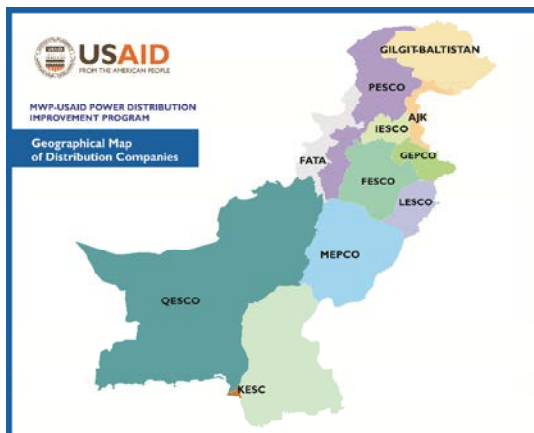 USAID
FROM THE AMERICAN PEOPLE
MWP-USAID POWER DISTRIBUTION
IMPROVEMENT PROGRAM
Geographical Map
of Distribution Companies
GILGIT-BALTISTAN
PESCO
AJK
IESCO
GEPCO
FATA
FESCO
LESCO
MEPCO
QESCO
KESC